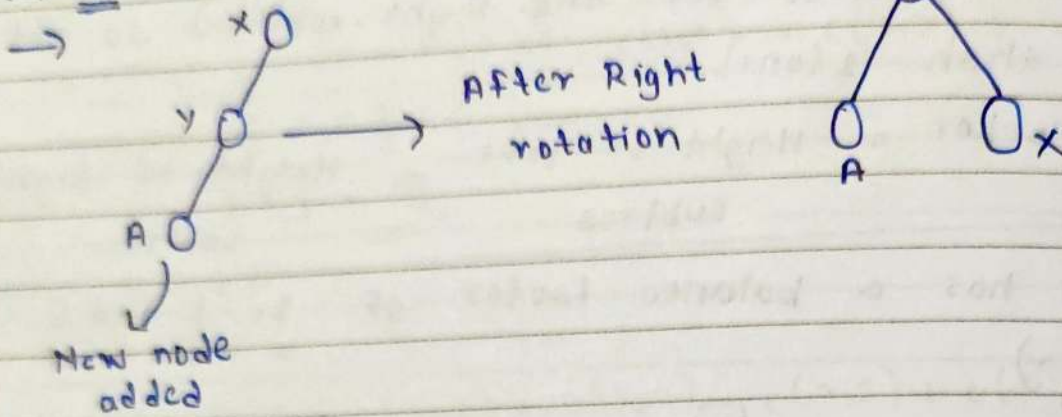 →
X
Y
A
New node
added
After Right
rotation
A
X